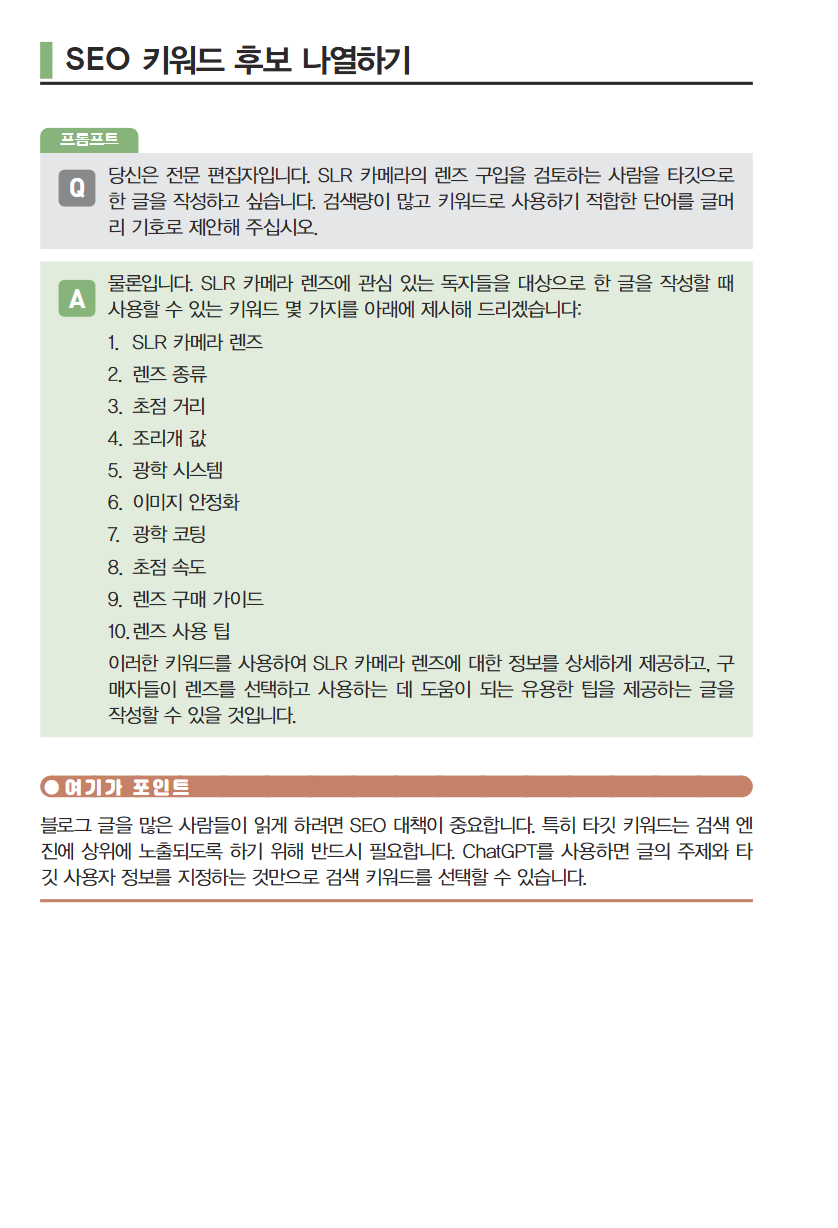 SEO 키워드 후보 나열하기
프롬프트
Q
당신은 전문 편집자입니다. SLR 카메라의 렌즈 구입을 검토하는 사람을 타깃으로
한 글을 작성하고 싶습니다. 검색량이 많고 키워드로 사용하기 적합한 단어를 글머
리 기호로 제안해 주십시오.
A
물론입니다. SLR 카메라 렌즈에 관심 있는 독자들을 대상으로 한 글을 작성할 때
사용할 수 있는 키워드 몇 가지를 아래에 제시해 드리겠습니다:
1. SLR 카메라 렌즈
2. 렌즈 종류
3. 초점 거리
4. 조리개 값
5. 광학 시스템
6. 이미지 안정화
7. 광학 코팅
8. 초점 속도
9. 렌즈 구매 가이드
10. 렌즈 사용 팁
이러한 키워드를 사용하여 SLR 카메라 렌즈에 대한 정보를 상세하게 제공하고, 구
매자들이 렌즈를 선택하고 사용하는 데 도움이 되는 유용한 팁을 제공하는 글을
작성할 수 있을 것입니다.
여기가 포인트
블로그 글을 많은 사람들이 읽게 하려면 SEO 대책이 중요합니다. 특히 타깃 키워드는 검색 엔
진에 상위에 노출되도록 하기 위해 반드시 필요합니다. ChatGPT를 사용하면 글의 주제와 타
깃 사용자 정보를 지정하는 것만으로 검색 키워드를 선택할 수 있습니다.